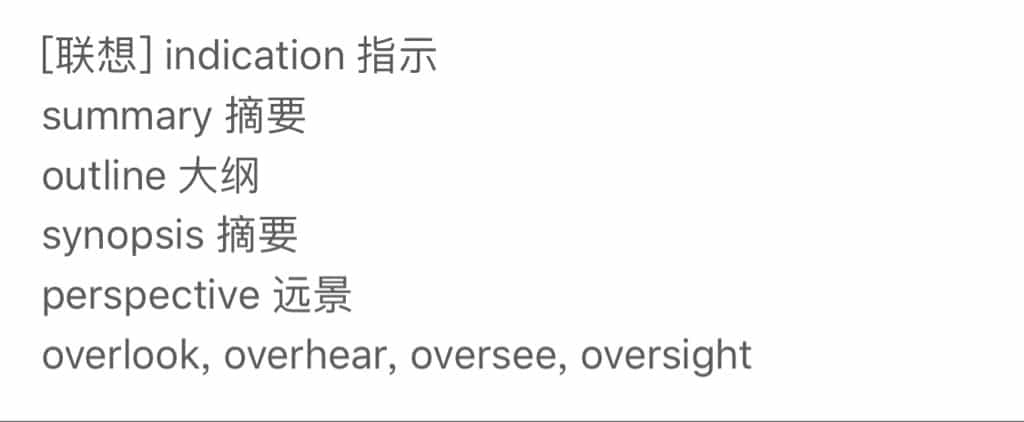 [联想] indication 指示
summary 摘要
outline 大纲
synopsis 摘要
perspective 远景
overlook, overhear, oversee, oversight